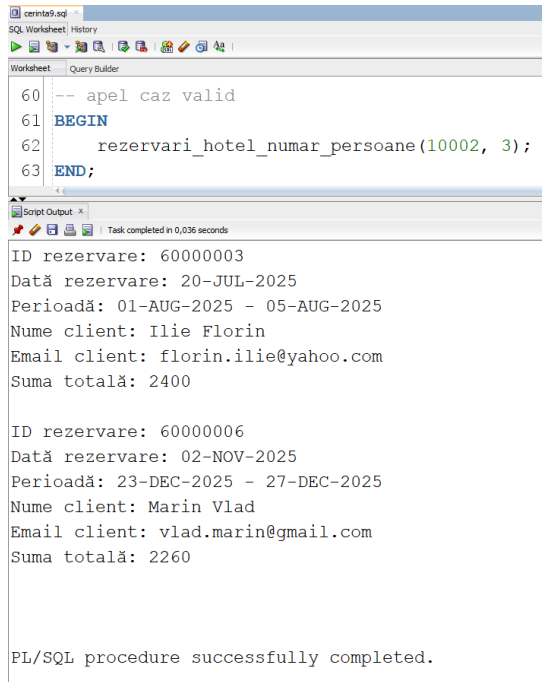 cerinta9.sql
SQL Worksheet History
Worksheet Query Builder
60 -- apel caz valid
61 BEGIN
62 rezervari_hotel_numar_persoane(10002, 3);
63 END;
Script Output x
Task completed in 0,036 seconds
ID rezervare: 60000003
Dată rezervare: 20-JUL-2025
Perioadă: 01-AUG-2025 - 05-AUG-2025
Nume client: Ilie Florin
Email client: florin.ilie@yahoo.com
Suma totală: 2400
ID rezervare: 60000006
Dată rezervare: 02-NOV-2025
Perioadă: 23-DEC-2025 - 27-DEC-2025
Nume client: Marin Vlad
Email client: vlad.marin@gmail.com
Suma totală: 2260
PL/SQL procedure successfully completed.